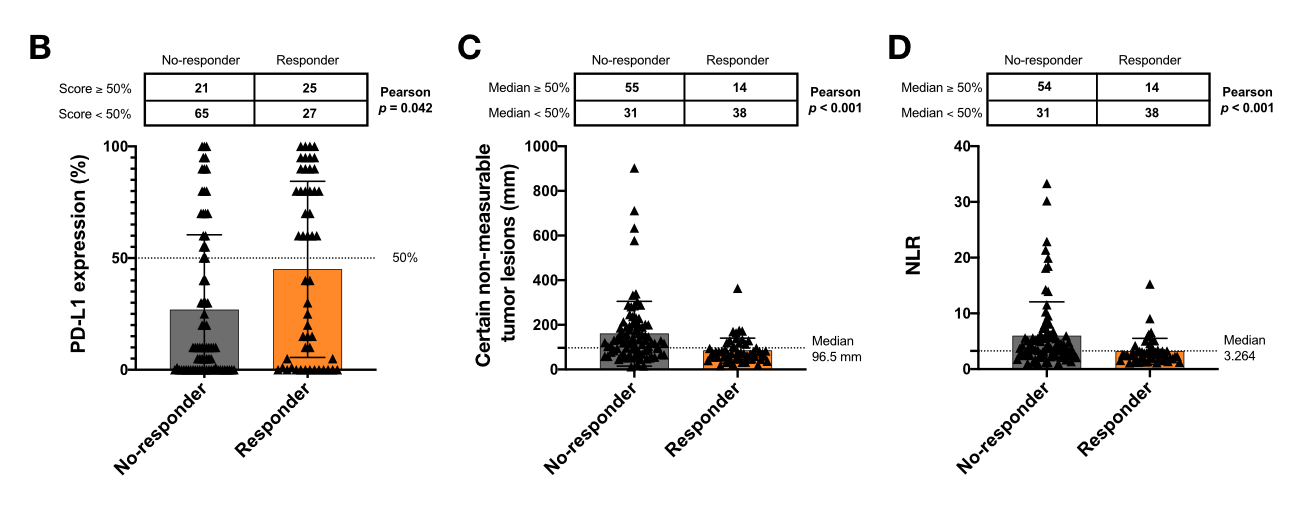 B
No-responder Responder
Score ≥ 50% 21 25
Score < 50% 65 27
Pearson
p = 0.042
PD-L1 expression (%)
100
50
0
50%
No-responder
Responder
C
No-responder Responder
Median ≥ 50% 55 14
Median < 50% 31 38
Pearson
p < 0.001
Certain non-measurable
tumor lesions (mm)
1000
800
600
400
200
0
Median
96.5 mm
No-responder
Responder
D
No-responder Responder
Median ≥ 50% 54 14
Median < 50% 31 38
Pearson
p < 0.001
NLR
40
30
20
10
0
Median
3.264
No-responder
Responder